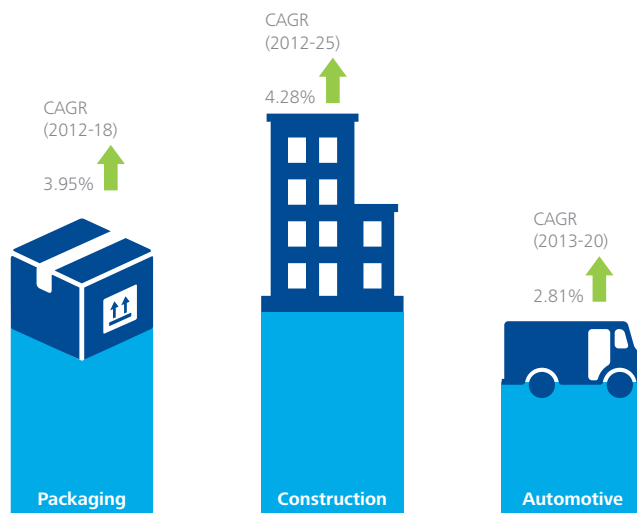 CAGR
(2012-18)
3.95%
Packaging
CAGR
(2012-25)
4.28%
Construction
CAGR
(2013-20)
2.81%
Automotive